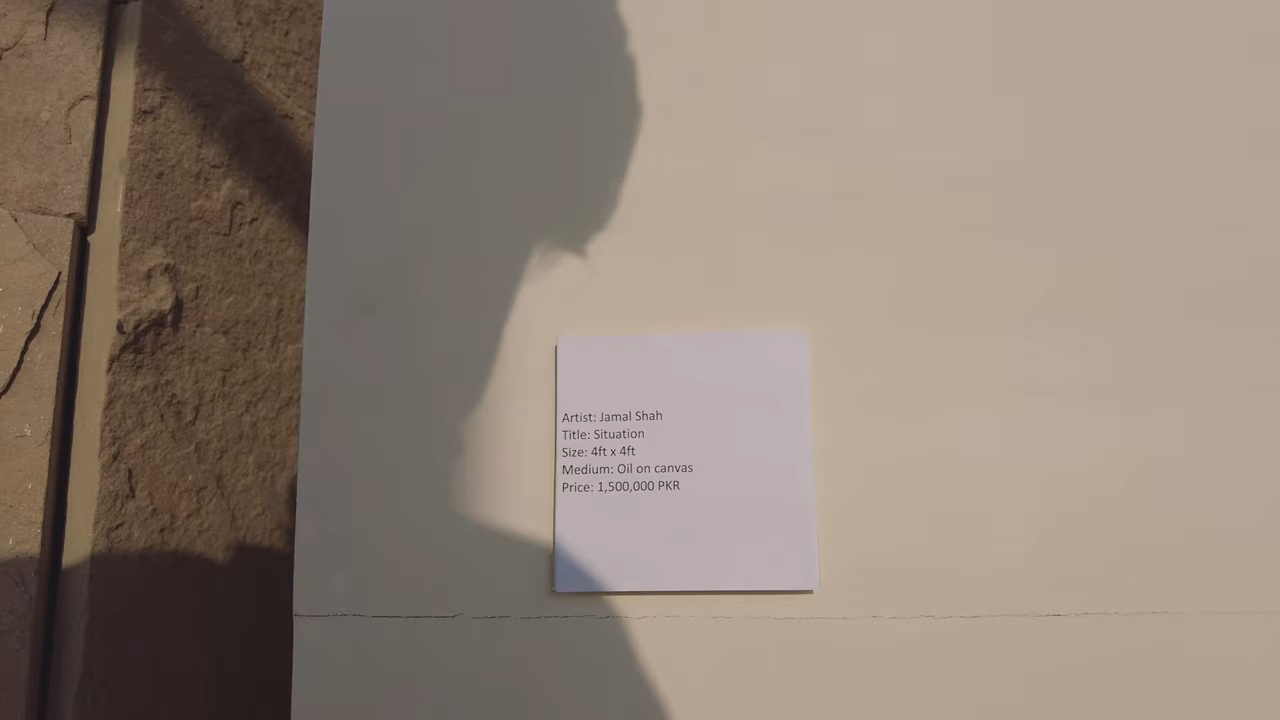 Artist: Jamal Shah
Title: Situation
Size: 4ft x 4ft
Medium: Oil on canvas
Price: 1,500,000 PKR